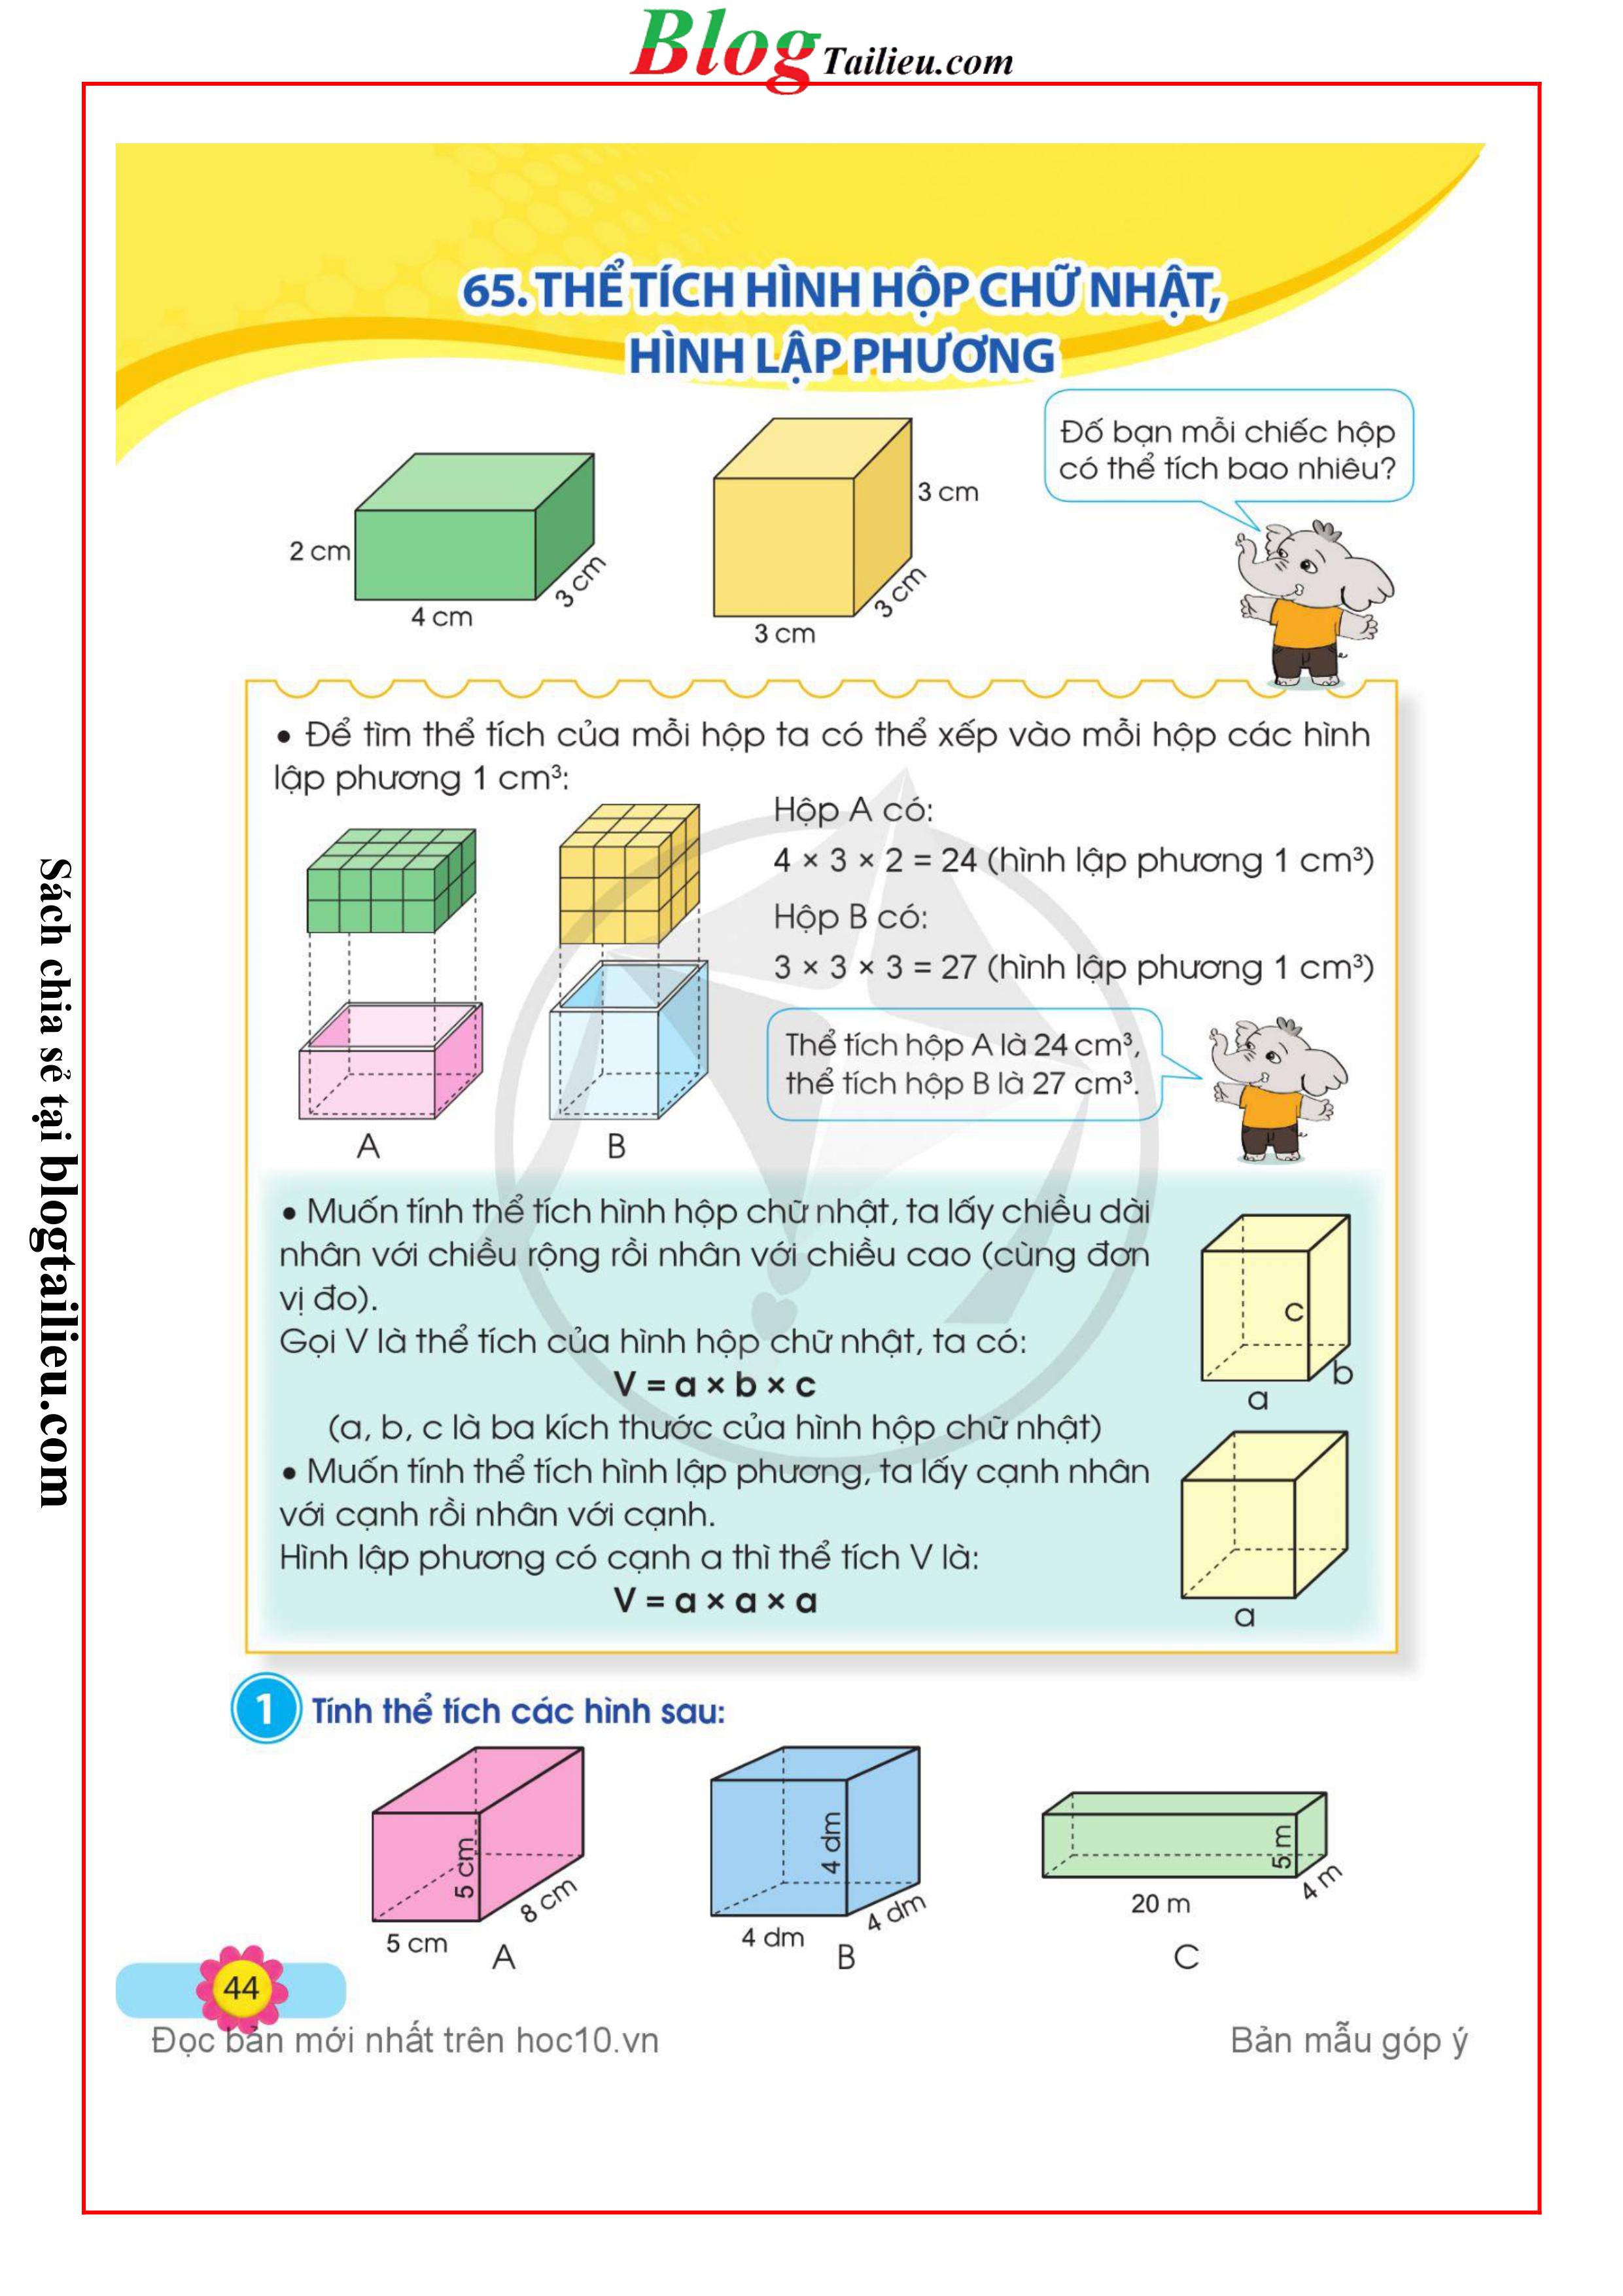 Blog Tailieu.com
65. THỂ TÍCH HÌNH HỘP CHỮ NHẬT,
HÌNH LẬP PHƯƠNG
Đố bạn mỗi chiếc hộp
có thể tích bao nhiêu?
2 cm
4 cm
3 cm
3 cm
3 cm
3 cm
• Để tìm thể tích của mỗi hộp ta có thể xếp vào mỗi hộp các hình
lập phương 1 cm³:
Hộp A có:
4 × 3 × 2 = 24 (hình lập phương 1 cm³)
Hộp B có:
3 × 3 × 3 = 27 (hình lập phương 1 cm³)
Thể tích hộp A là 24 cm³,
thể tích hộp B là 27 cm³.
A
B
• Muốn tính thể tích hình hộp chữ nhật, ta lấy chiều dài
nhân với chiều rộng rồi nhân với chiều cao (cùng đơn
vị đo).
Gọi V là thể tích của hình hộp chữ nhật, ta có:
V = a × b × c
(a, b, c là ba kích thước của hình hộp chữ nhật)
c
b
a
• Muốn tính thể tích hình lập phương, ta lấy cạnh nhân
với cạnh rồi nhân với cạnh.
Hình lập phương có cạnh a thì thể tích V là:
V = a × a × a
a
1 Tính thể tích các hình sau:
5 cm
8 cm
5 cm
A
4 dm
4 dm
4 dm
B
5 m
4 m
20 m
C
44
Đọc bản mới nhất trên hoc10.vn
Bản mẫu góp ý
Sách chia sẻ tại blogtailieu.com